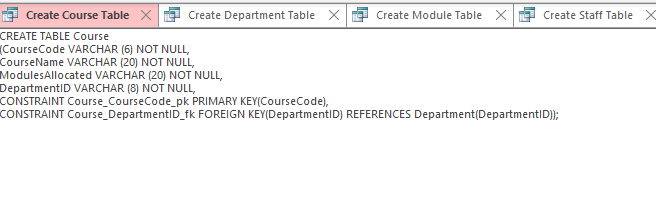 Create Course Table
Create Department Table
Create Module Table
Create Staff Table
CREATE TABLE Course
(CourseCode VARCHAR (6) NOT NULL,
CourseName VARCHAR (20) NOT NULL,
ModulesAllocated VARCHAR (20) NOT NULL,
DepartmentID VARCHAR (8) NOT NULL,
CONSTRAINT Course_CourseCode_pk PRIMARY KEY(CourseCode),
CONSTRAINT Course_DepartmentID_fk FOREIGN KEY(DepartmentID) REFERENCES Department(DepartmentID));